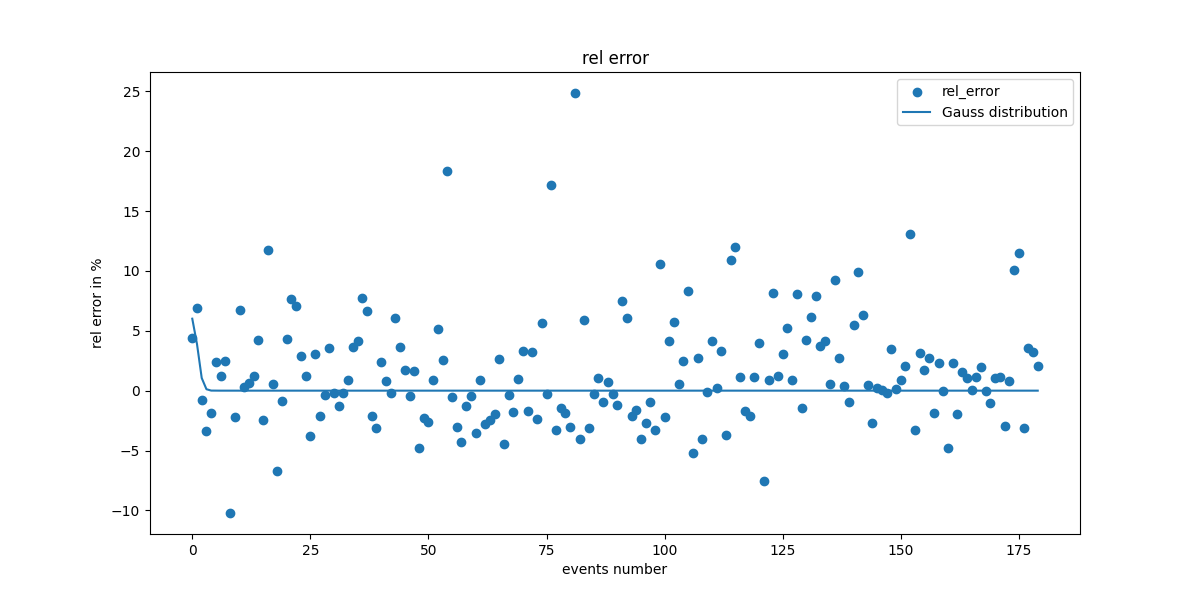 rel error
rel_error
Gauss distribution
25
20
15
10
5
0
−5
−10
rel error in %
0 25 50 75 100 125 150 175
events number